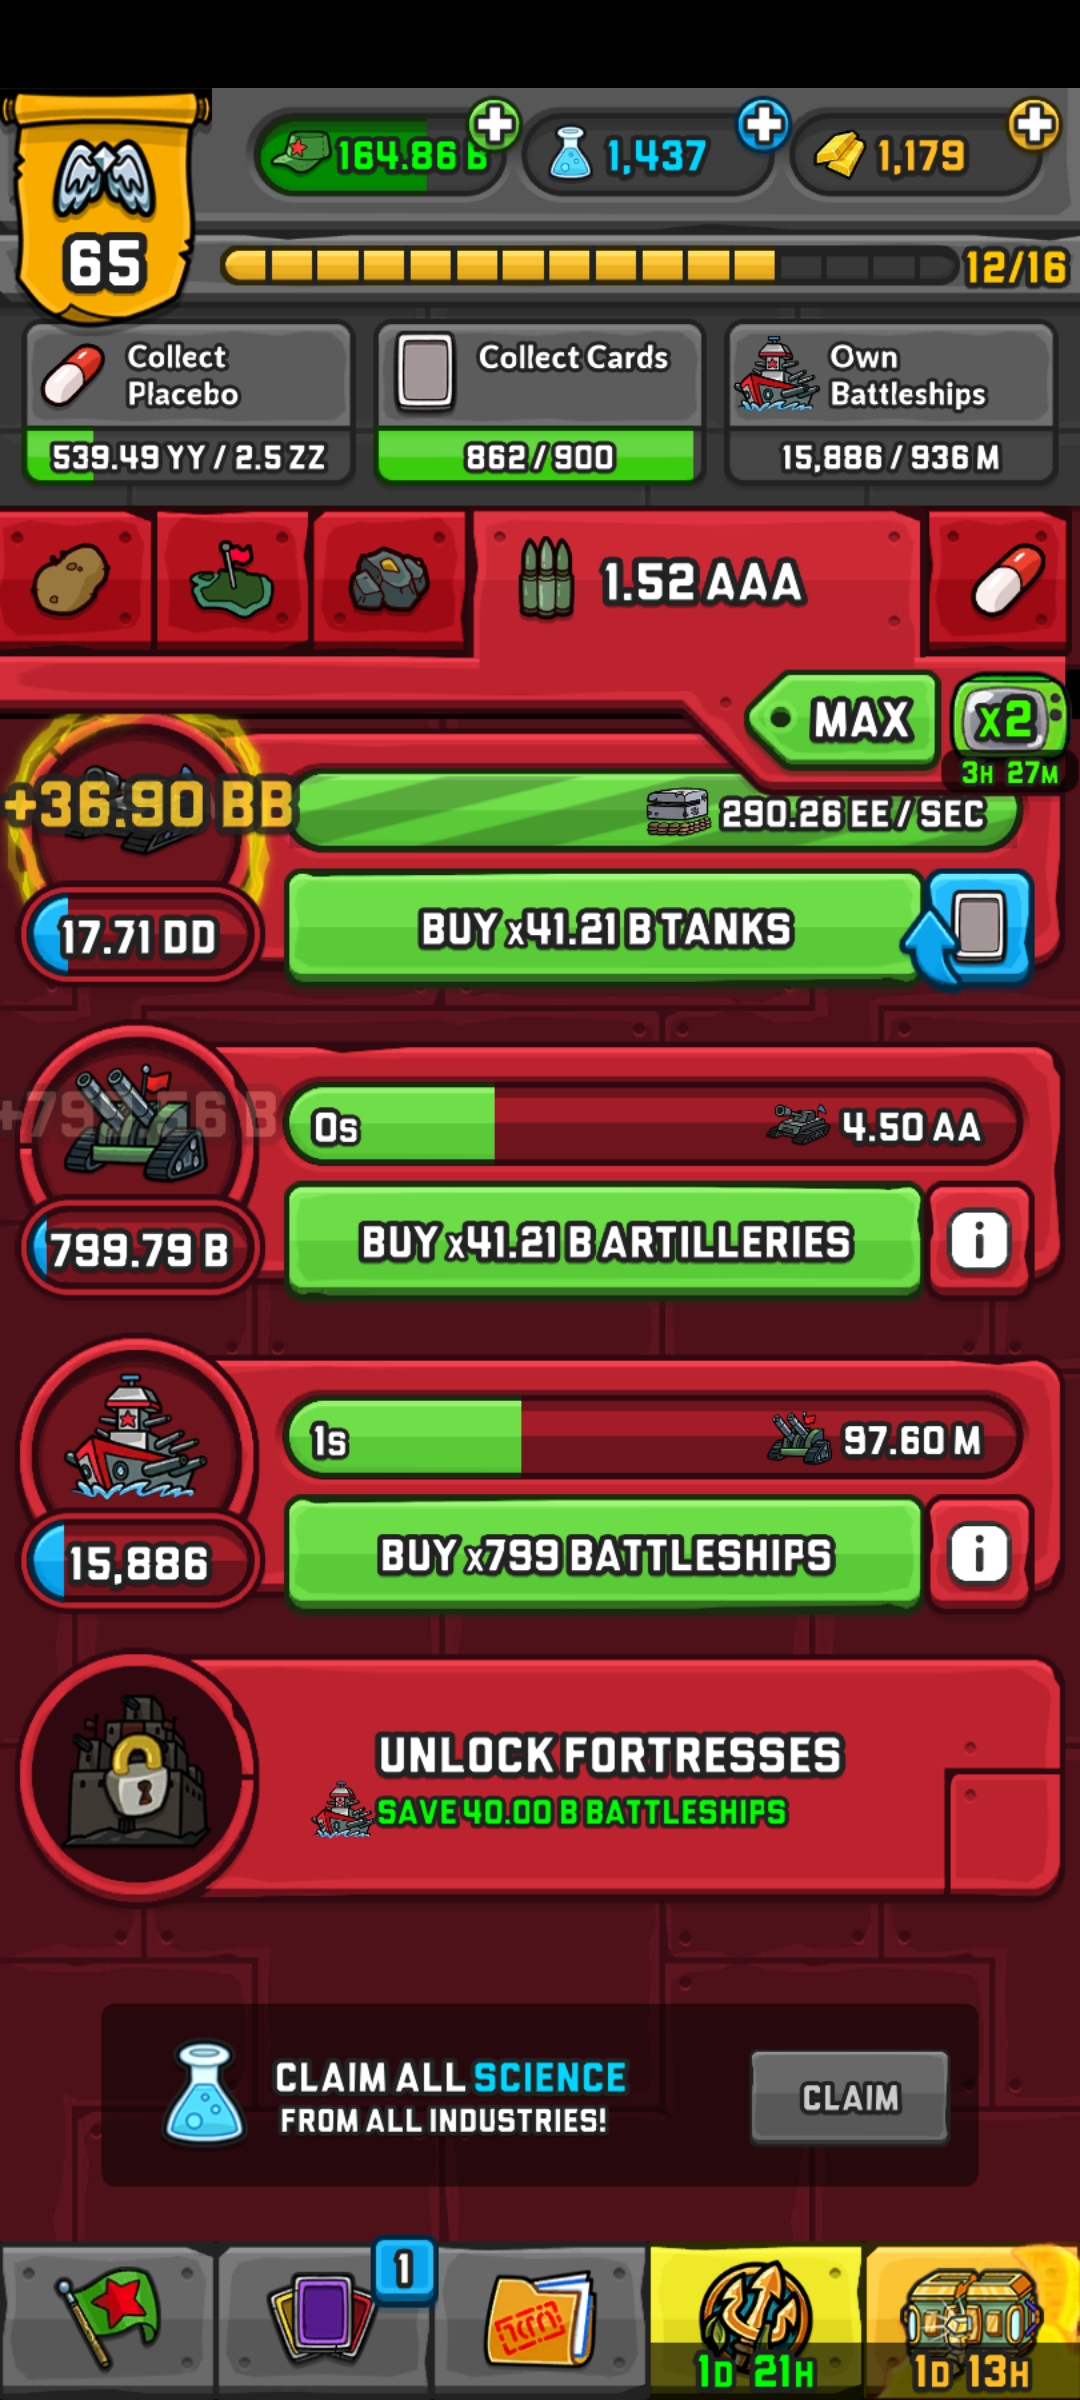 164.86 B
1,437
1,179
65
12/16
Collect
Placebo
539.49 YY / 2.5 ZZ
Collect Cards
862/900
Own
Battleships
15,886 / 936 M
1.52 AAA
MAX
x2
3H 27M
+36.90 BB
290.26 EE / SEC
17.71 DD
BUY x41.21 B TANKS
0s
4.50 AA
799.79 B
BUY x41.21 B ARTILLERIES
i
1s
97.60 M
15,886
BUY x799 BATTLESHIPS
i
UNLOCK FORTRESSES
SAVE 40.00 B BATTLESHIPS
CLAIM ALL SCIENCE
FROM ALL INDUSTRIES!
CLAIM
1
1D 21H
1D 13H